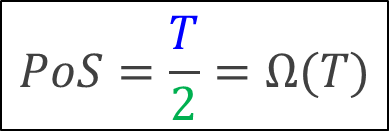 PoS = T/2 = Ω(T)